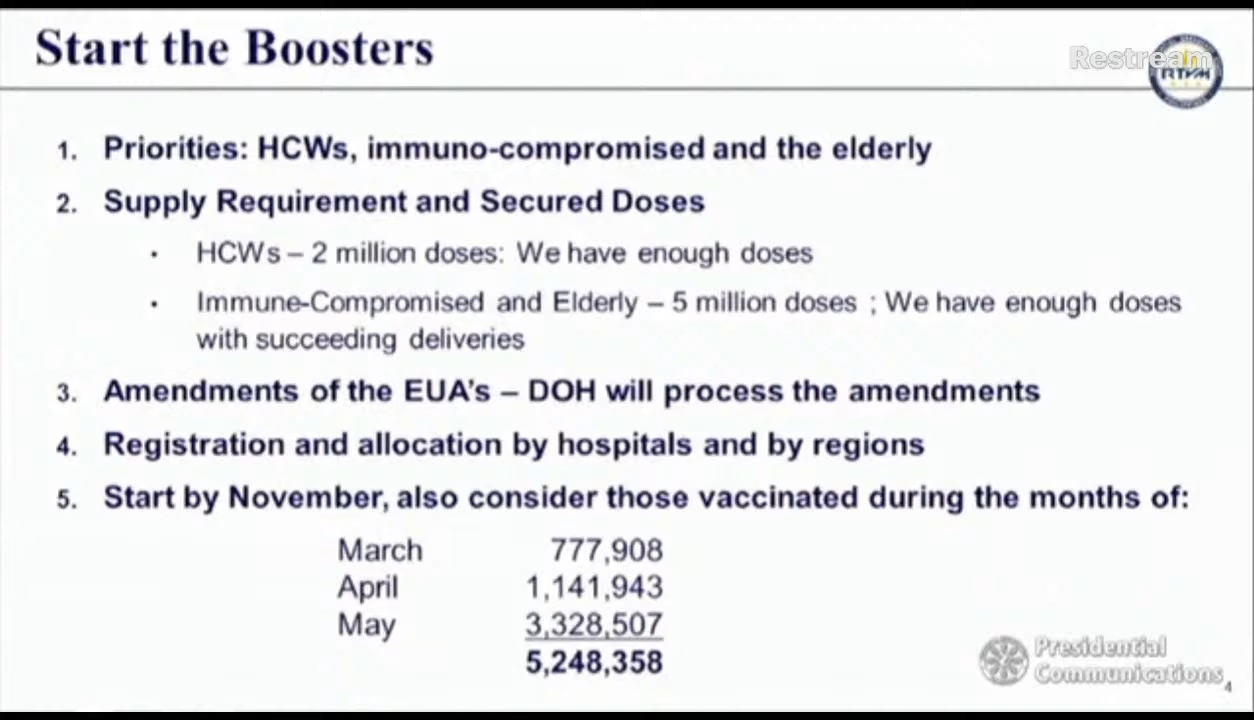 Start the Boosters
Restream
RTVM
1. Priorities: HCWs, immuno-compromised and the elderly
2. Supply Requirement and Secured Doses
· HCWs – 2 million doses: We have enough doses
· Immune-Compromised and Elderly – 5 million doses ; We have enough doses
with succeeding deliveries
3. Amendments of the EUA's – DOH will process the amendments
4. Registration and allocation by hospitals and by regions
5. Start by November, also consider those vaccinated during the months of:
March 777,908
April 1,141,943
May 3,328,507
5,248,358
Presidential
Communications
4